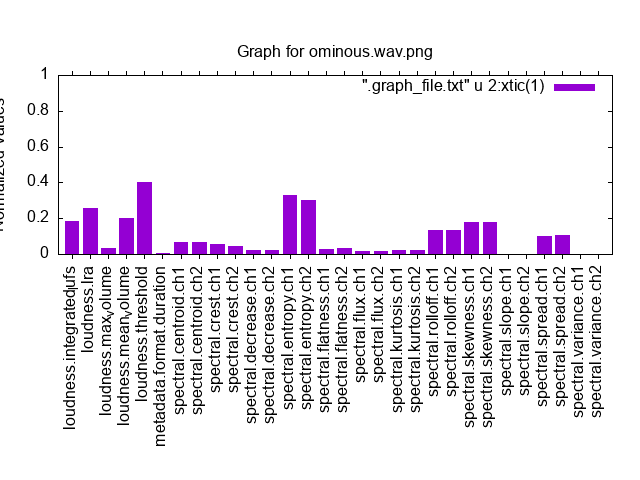 Graph for ominous.wav.png
".graph_file.txt" u 2:xtic(1)
Normalized Values
1
0.8
0.6
0.4
0.2
0
loudness.integratedlufs
loudness.lra
loudness.maxvolume
loudness.meanvolume
loudness.threshold
metadata.format.duration
spectral.centroid.ch1
spectral.centroid.ch2
spectral.crest.ch1
spectral.crest.ch2
spectral.decrease.ch1
spectral.decrease.ch2
spectral.entropy.ch1
spectral.entropy.ch2
spectral.flatness.ch1
spectral.flatness.ch2
spectral.flux.ch1
spectral.flux.ch2
spectral.kurtosis.ch1
spectral.kurtosis.ch2
spectral.rolloff.ch1
spectral.rolloff.ch2
spectral.skewness.ch1
spectral.skewness.ch2
spectral.slope.ch1
spectral.slope.ch2
spectral.spread.ch1
spectral.spread.ch2
spectral.variance.ch1
spectral.variance.ch2